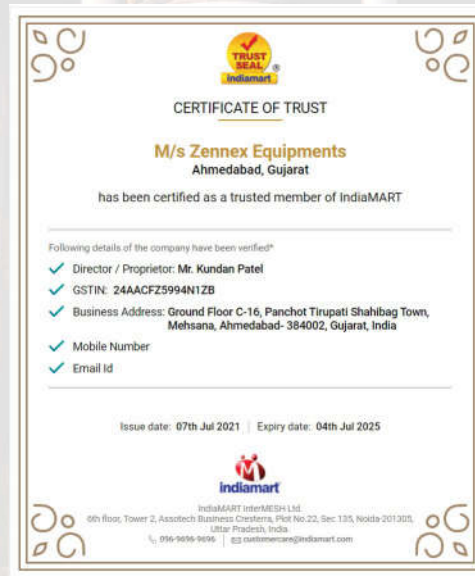 TRUST
SEAL
®
indiamart
CERTIFICATE OF TRUST
M/s Zennex Equipments
Ahmedabad, Gujarat
has been certified as a trusted member of IndiaMART
Following details of the company have been verified*
Director / Proprietor: Mr. Kundan Patel
GSTIN: 24AACFZ5994N1ZB
Business Address: Ground Floor C-16, Panchot Tirupati Shahibag Town,
Mehsana, Ahmedabad- 384002, Gujarat, India
Mobile Number
Email Id
Issue date: 07th Jul 2021 | Expiry date: 04th Jul 2025
indiamart
IndiaMART InterMESH Ltd.
6th floor, Tower 2, Assotech Business Cresterra, Plot No.22, Sec 135, Noida-201305,
Uttar Pradesh, India.
096-9696-9696 | customercare@indiamart.com